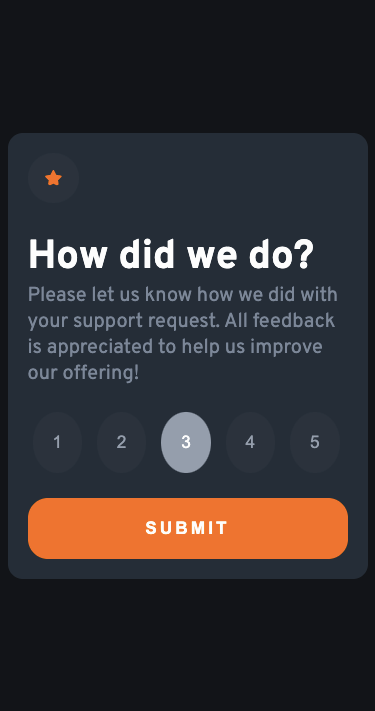 How did we do?
Please let us know how we did with
your support request. All feedback
is appreciated to help us improve
our offering!
1 2 3 4 5
SUBMIT